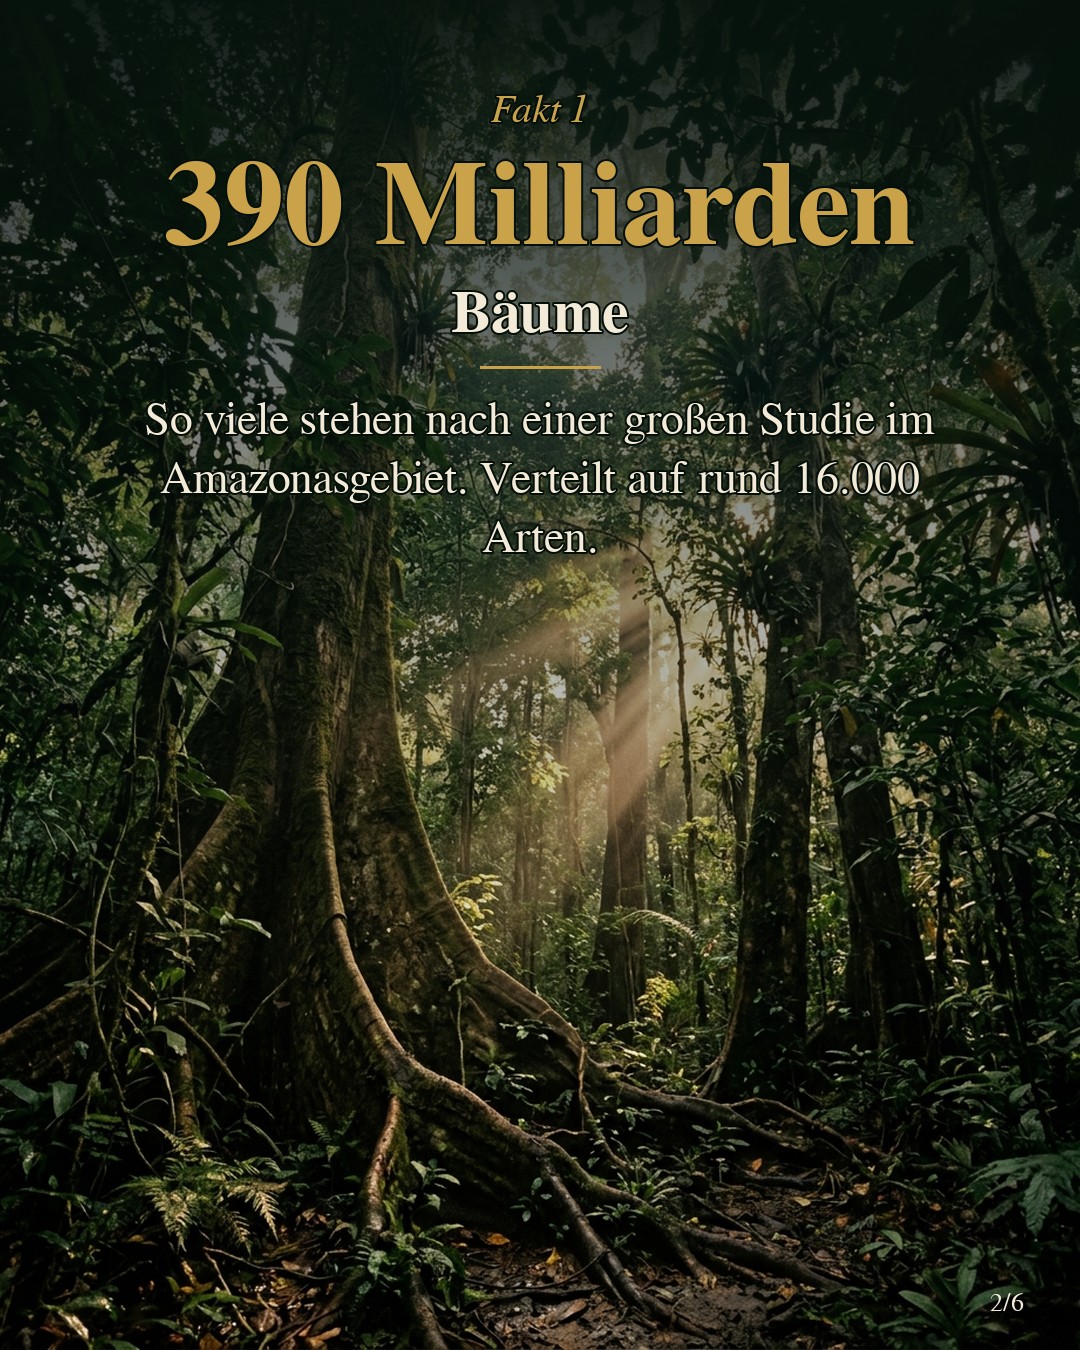 Fakt 1
390 Milliarden
Bäume
So viele stehen nach einer großen Studie im
Amazonasgebiet. Verteilt auf rund 16.000
Arten.
2/6